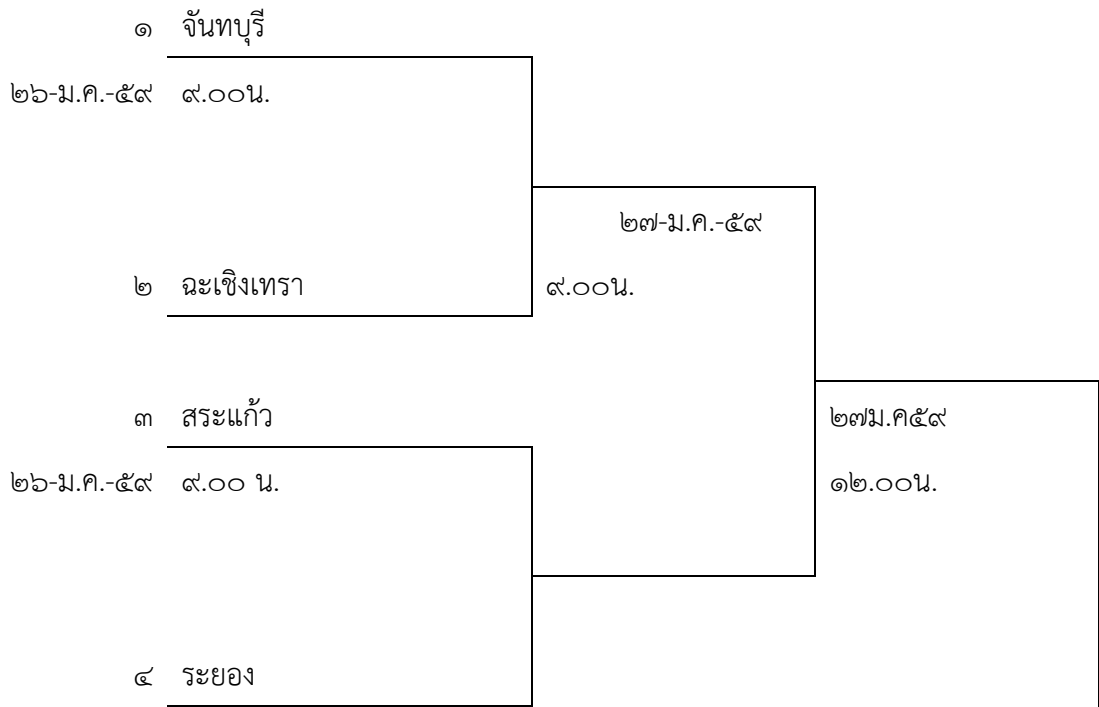 ๑ จันทบุรี
๒๖-ม.ค.-๕๙ ๙.๐๐น.
๒๗-ม.ค.-๕๙
๒ ฉะเชิงเทรา ๙.๐๐น.
๓ สระแก้ว ๒๗ม.ค๕๙
๒๖-ม.ค.-๕๙ ๙.๐๐ น. ๑๒.๐๐น.
๔ ระยอง